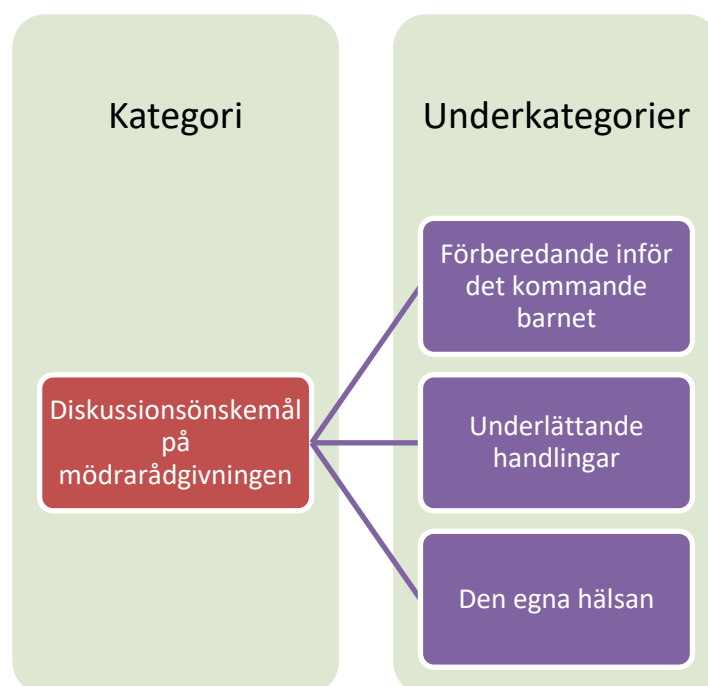 Kategori
Underkategorier
Förberedande inför
det kommande
barnet
Diskussionsönskemål
på
mödrarådgivningen
Underlättande
handlingar
Den egna hälsan